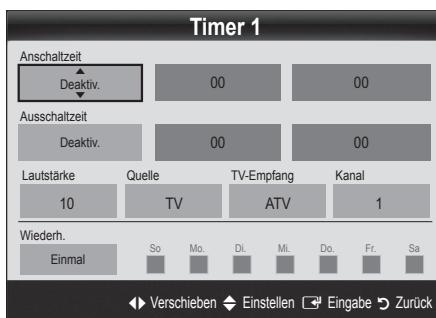 Timer 1
Anschaltzeit
Deaktiv. 00 00
Ausschaltzeit
Deaktiv. 00 00
Lautstärke Quelle TV-Empfang Kanal
10 TV ATV 1
Wiederh. So Mo. Di. Mi. Do. Fr. Sa
Einmal
Verschieben Einstellen Eingabe Zurück